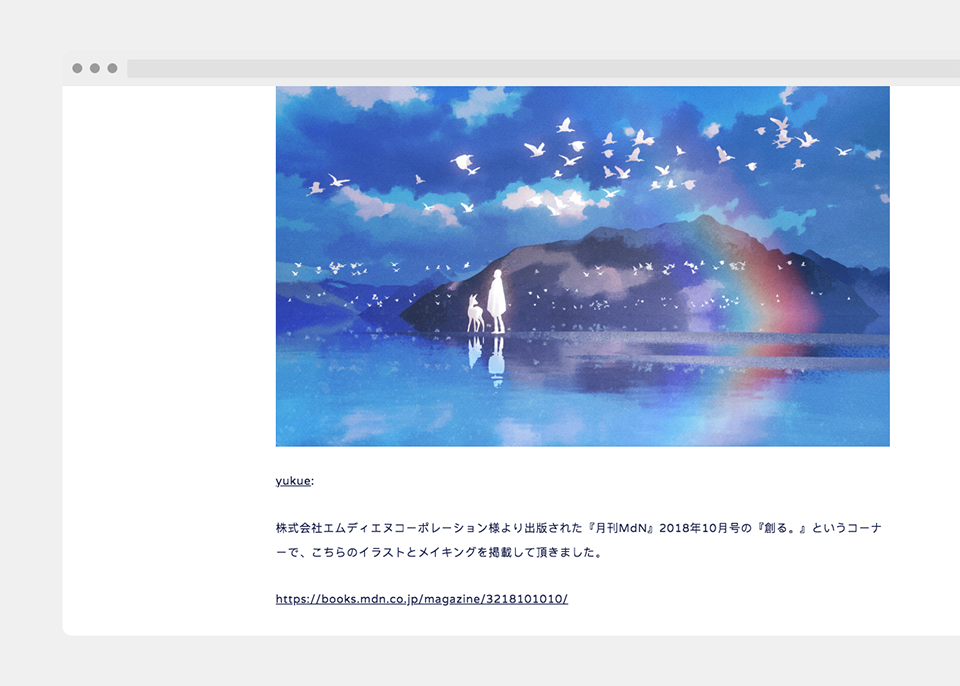 yukue:
株式会社エムディエヌコーポレーション様より出版された『月刊MdN』2018年10月号の『創る。』というコーナ
ーで、こちらのイラストとメイキングを掲載して頂きました。
https://books.mdn.co.jp/magazine/3218101010/